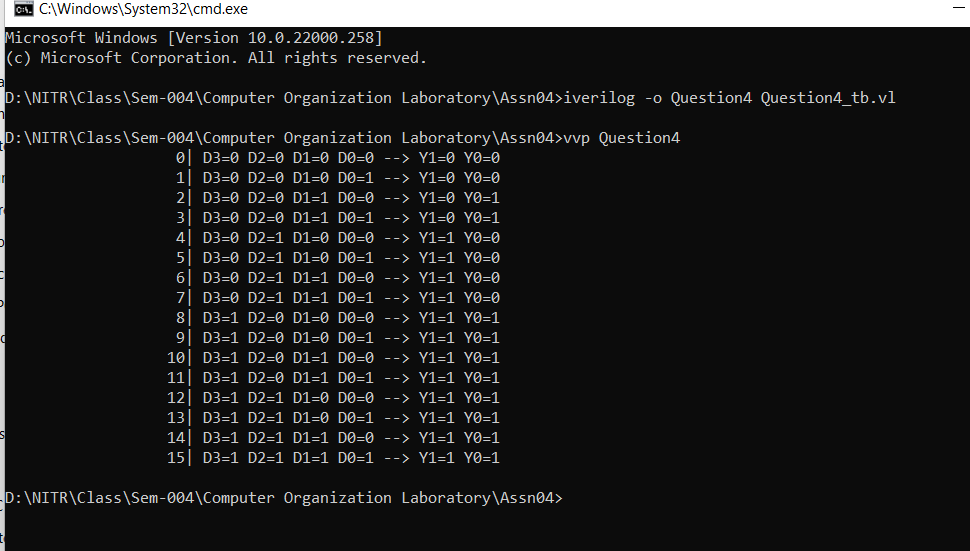 C:\Windows\System32\cmd.exe
Microsoft Windows [Version 10.0.22000.258]
(c) Microsoft Corporation. All rights reserved.
D:\NITR\Class\Sem-004\Computer Organization Laboratory\Assn04>iverilog -o Question4 Question4_tb.vl
D:\NITR\Class\Sem-004\Computer Organization Laboratory\Assn04>vvp Question4
0| D3=0 D2=0 D1=0 D0=0 --> Y1=0 Y0=0
1| D3=0 D2=0 D1=0 D0=1 --> Y1=0 Y0=0
2| D3=0 D2=0 D1=1 D0=0 --> Y1=0 Y0=1
3| D3=0 D2=0 D1=1 D0=1 --> Y1=0 Y0=1
4| D3=0 D2=1 D1=0 D0=0 --> Y1=1 Y0=0
5| D3=0 D2=1 D1=0 D0=1 --> Y1=1 Y0=0
6| D3=0 D2=1 D1=1 D0=0 --> Y1=1 Y0=0
7| D3=0 D2=1 D1=1 D0=1 --> Y1=1 Y0=0
8| D3=1 D2=0 D1=0 D0=0 --> Y1=1 Y0=1
9| D3=1 D2=0 D1=0 D0=1 --> Y1=1 Y0=1
10| D3=1 D2=0 D1=1 D0=0 --> Y1=1 Y0=1
11| D3=1 D2=0 D1=1 D0=1 --> Y1=1 Y0=1
12| D3=1 D2=1 D1=0 D0=0 --> Y1=1 Y0=1
13| D3=1 D2=1 D1=0 D0=1 --> Y1=1 Y0=1
14| D3=1 D2=1 D1=1 D0=0 --> Y1=1 Y0=1
15| D3=1 D2=1 D1=1 D0=1 --> Y1=1 Y0=1
D:\NITR\Class\Sem-004\Computer Organization Laboratory\Assn04>